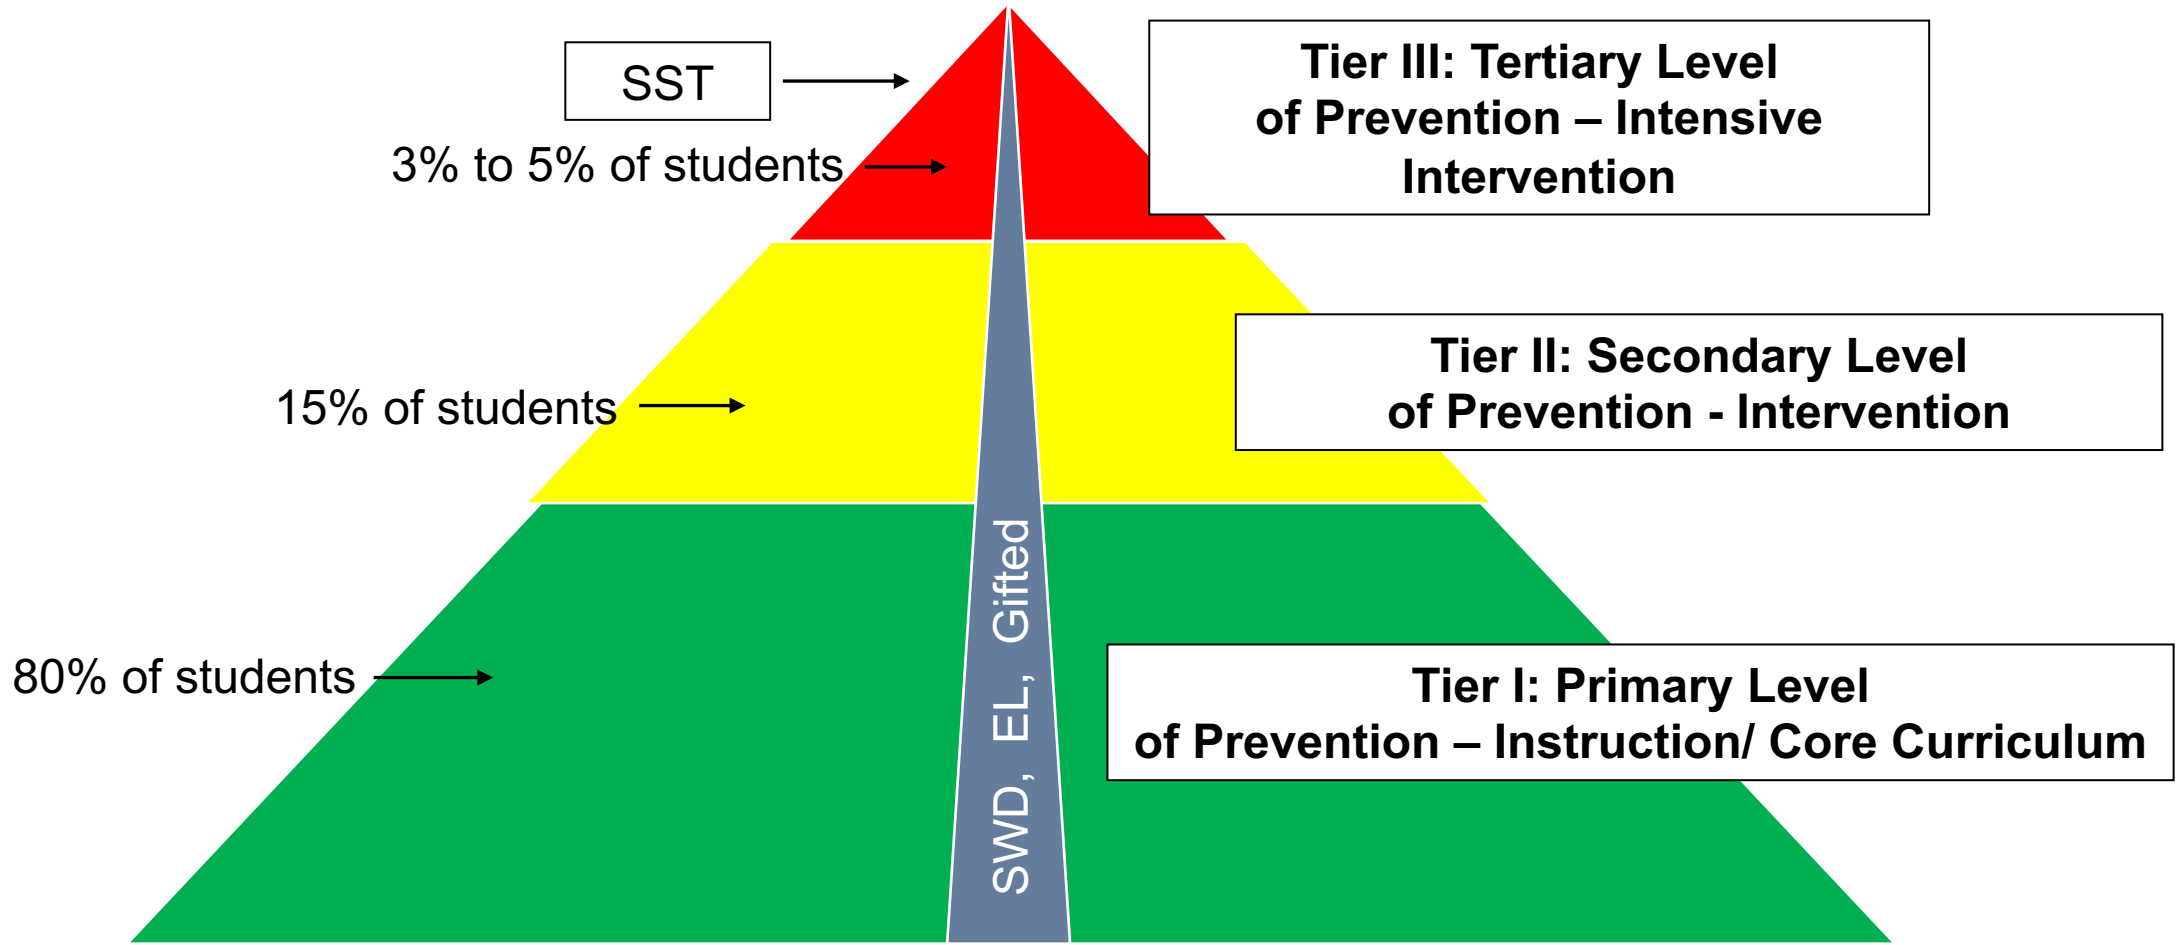 SST
3% to 5% of students
Tier III: Tertiary Level
of Prevention – Intensive
Intervention
15% of students
Tier II: Secondary Level
of Prevention - Intervention
80% of students
Tier I: Primary Level
of Prevention – Instruction/ Core Curriculum
SWD, EL, Gifted